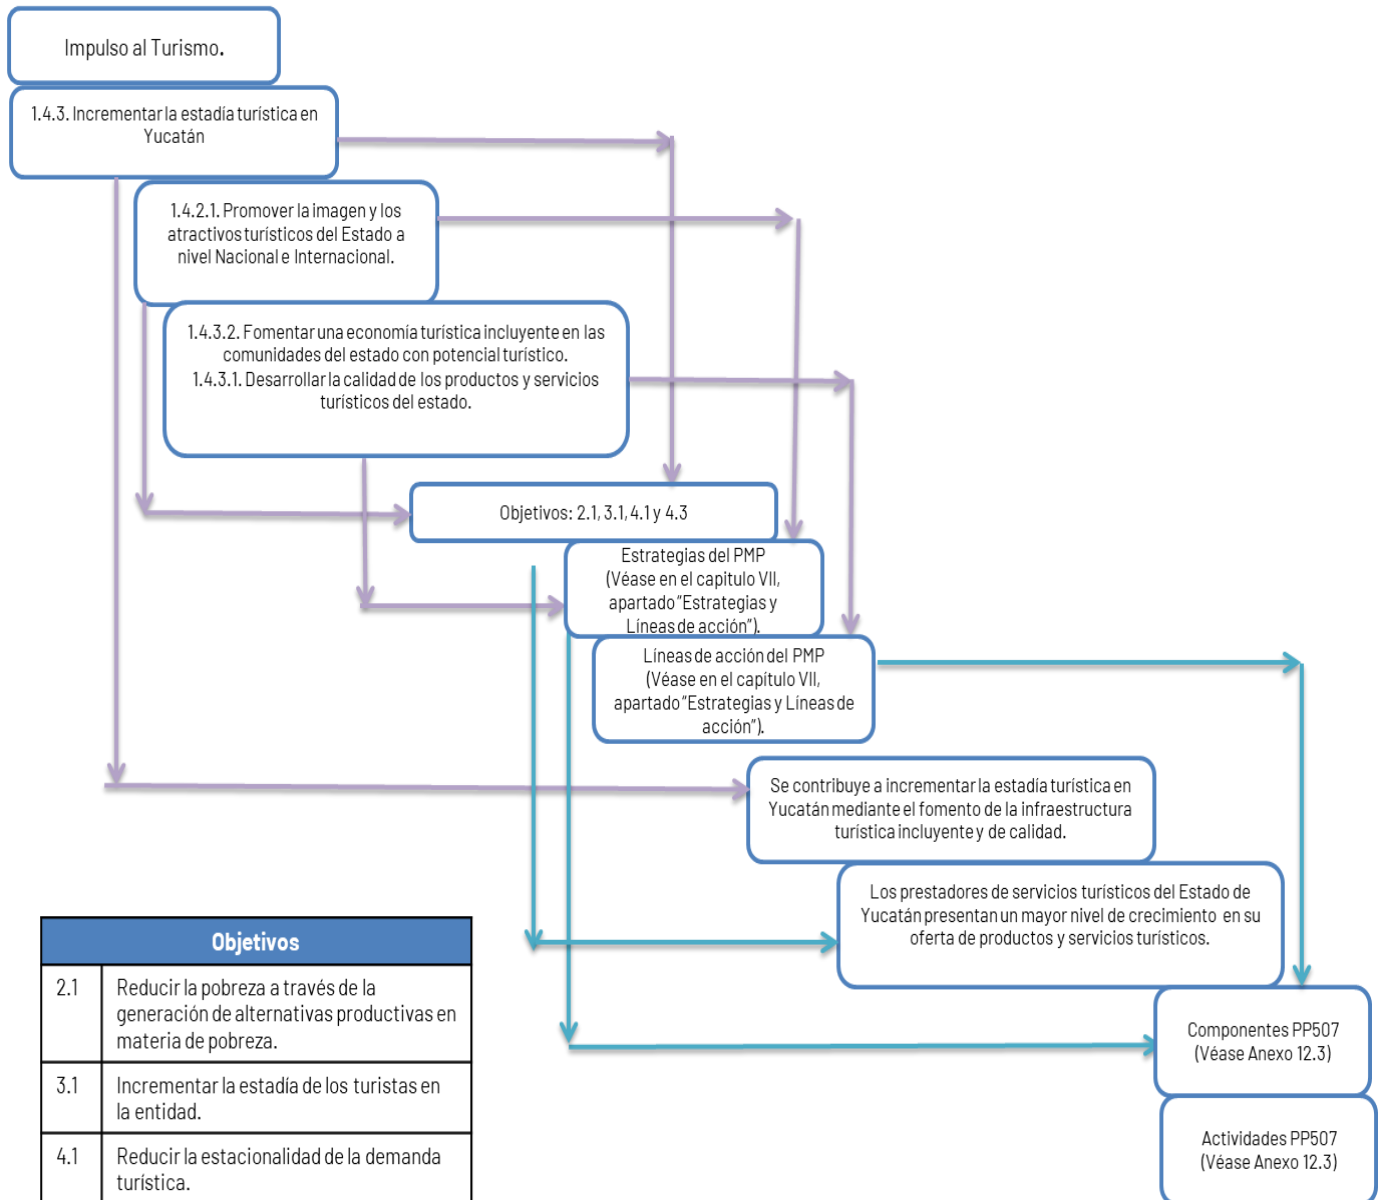 Impulso al Turismo.
1.4.3. Incrementar la estadía turística en
Yucatán
1.4.2.1. Promover la imagen y los
atractivos turísticos del Estado a
nivel Nacional e Internacional.
1.4.3.2. Fomentar una economía turística incluyente en las
comunidades del estado con potencial turístico.
1.4.3.1. Desarrollar la calidad de los productos y servicios
turísticos del estado.
Objetivos: 2.1, 3.1, 4.1 y 4.3
Estrategias del PMP
(Véase en el capitulo VII,
apartado "Estrategias y
Líneas de acción").
Líneas de acción del PMP
(Véase en el capítulo VII,
apartado "Estrategias y Líneas de
acción").
Se contribuye a incrementar la estadía turística en
Yucatán mediante el fomento de la infraestructura
turística incluyente y de calidad.
Los prestadores de servicios turísticos del Estado de
Yucatán presentan un mayor nivel de crecimiento en su
oferta de productos y servicios turísticos.
Componentes PP507
(Véase Anexo 12.3)
Actividades PP507
(Véase Anexo 12.3)
Objetivos
2.1 Reducir la pobreza a través de la
generación de alternativas productivas en
materia de pobreza.
3.1 Incrementar la estadía de los turistas en
la entidad.
4.1 Reducir la estacionalidad de la demanda
turística.